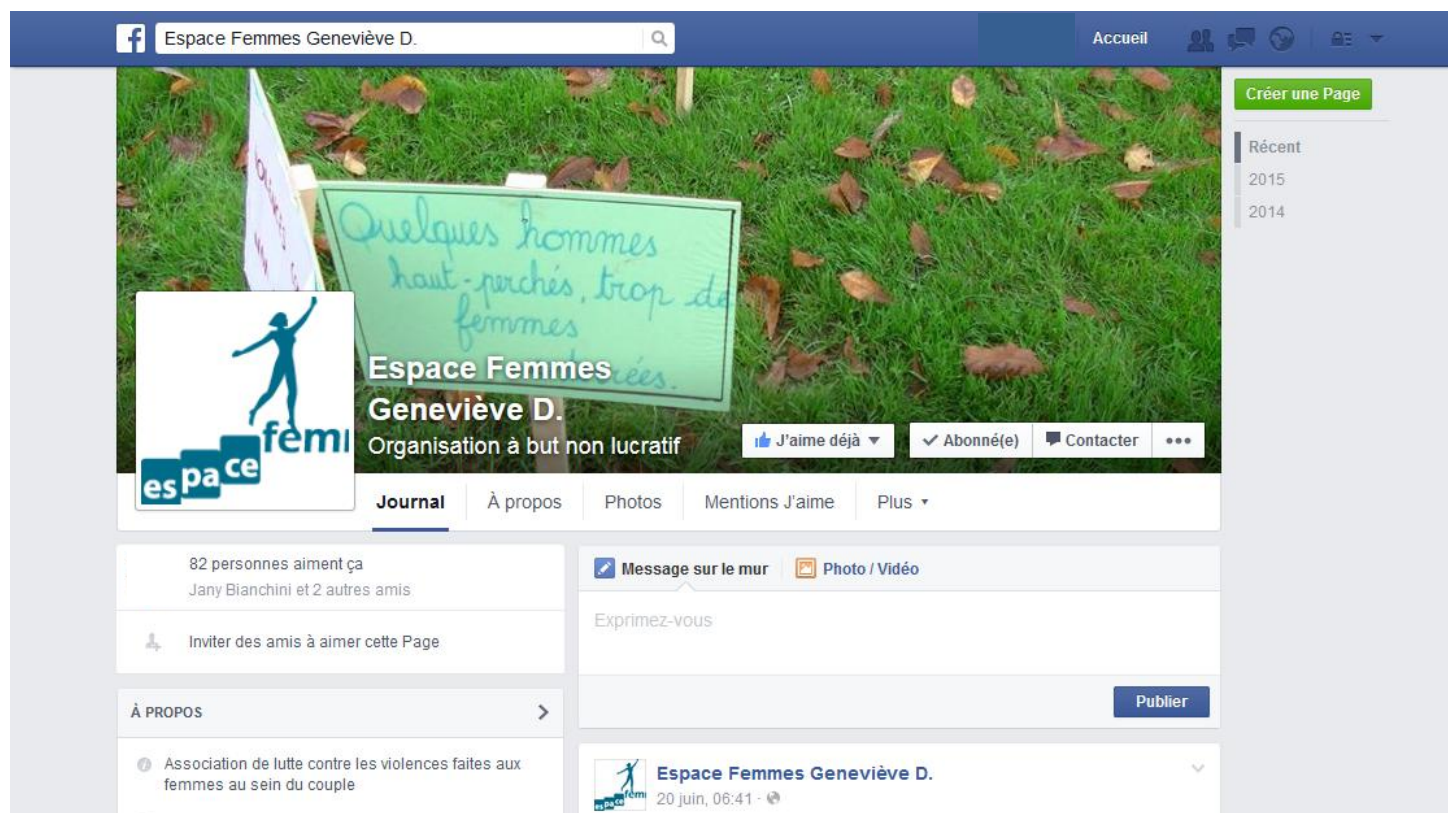 Espace Femmes Geneviève D.
Accueil
Créer une Page
Récent
2015
2014
Quelques hommes
haut-perchés, trop de
femmes
Espace Femmes
Geneviève D.
Organisation à but non lucratif
J'aime déjà
Abonné(e)
Contacter
espace
femi
Journal
À propos
Photos
Mentions J'aime
Plus
82 personnes aiment ça
Jany Bianchini et 2 autres amis
Inviter des amis à aimer cette Page
À PROPOS
Association de lutte contre les violences faites aux
femmes au sein du couple
Message sur le mur
Photo / Vidéo
Exprimez-vous
Publier
Espace Femmes Geneviève D.
20 juin, 06:41